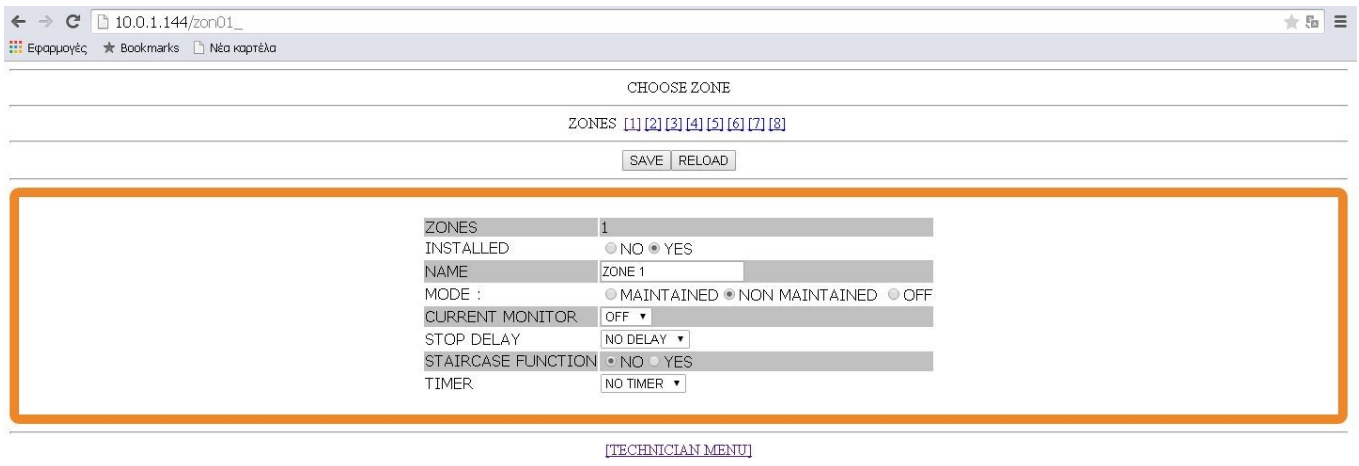 10.0.1.144/zon01_
Εφαρμογές Bookmarks Νέα καρτέλα
CHOOSE ZONE
ZONES [1] [2] [3] [4] [5] [6] [7] [8]
SAVE RELOAD
ZONES 1
INSTALLED NO YES
NAME ZONE 1
MODE : MAINTAINED NON MAINTAINED OFF
CURRENT MONITOR OFF
STOP DELAY NO DELAY
STAIRCASE FUNCTION NO YES
TIMER NO TIMER
[TECHNICIAN MENU]